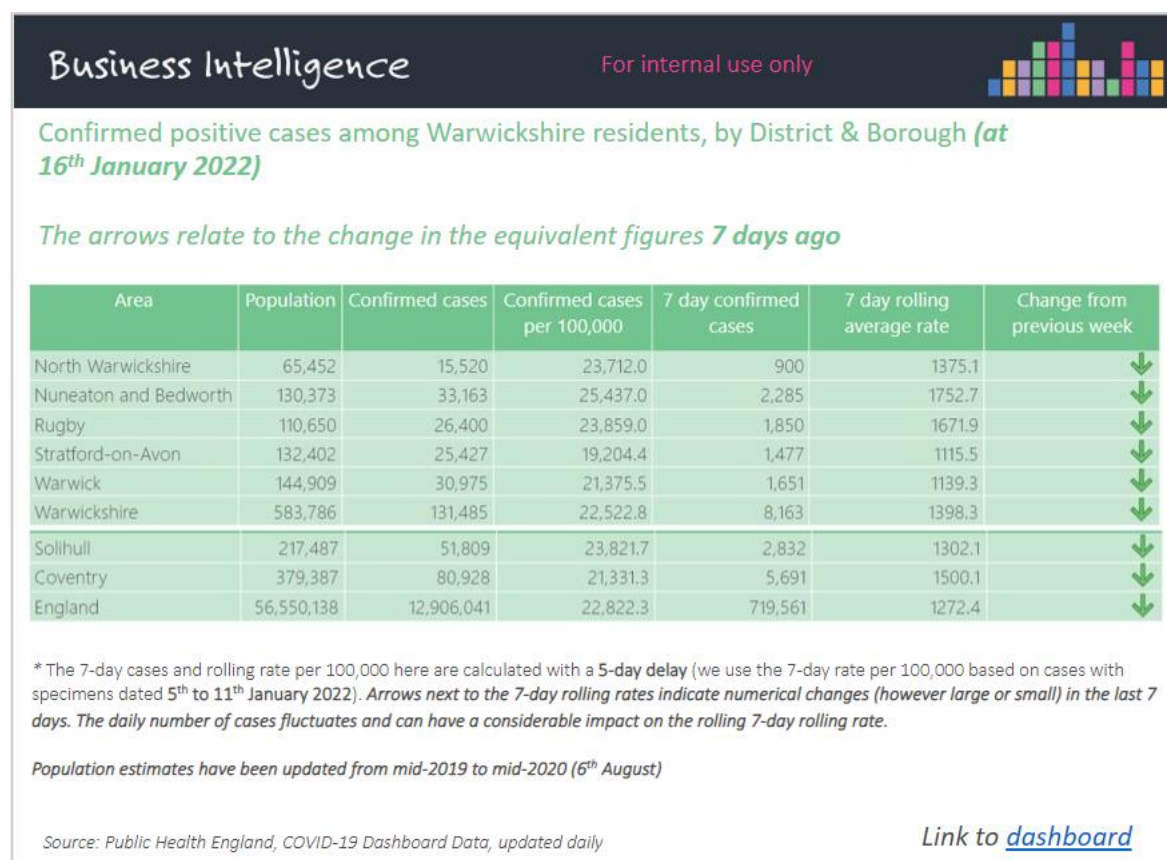 Business Intelligence
For internal use only
Confirmed positive cases among Warwickshire residents, by District & Borough (at
16th January 2022)
The arrows relate to the change in the equivalent figures 7 days ago
Area Population Confirmed cases Confirmed cases per 100,000 7 day confirmed cases 7 day rolling average rate Change from previous week
North Warwickshire 65,452 15,520 23,712.0 900 1375.1
Nuneaton and Bedworth 130,373 33,163 25,437.0 2,285 1752.7
Rugby 110,650 26,400 23,859.0 1,850 1671.9
Stratford-on-Avon 132,402 25,427 19,204.4 1,477 1115.5
Warwick 144,909 30,975 21,375.5 1,651 1139.3
Warwickshire 583,786 131,485 22,522.8 8,163 1398.3
Solihull 217,487 51,809 23,821.7 2,832 1302.1
Coventry 379,387 80,928 21,331.3 5,691 1500.1
England 56,550,138 12,906,041 22,822.3 719,561 1272.4
* The 7-day cases and rolling rate per 100,000 here are calculated with a 5-day delay (we use the 7-day rate per 100,000 based on cases with
specimens dated 5th to 11th January 2022). Arrows next to the 7-day rolling rates indicate numerical changes (however large or small) in the last 7
days. The daily number of cases fluctuates and can have a considerable impact on the rolling 7-day rolling rate.
Population estimates have been updated from mid-2019 to mid-2020 (6th August)
Source: Public Health England, COVID-19 Dashboard Data, updated daily
Link to dashboard